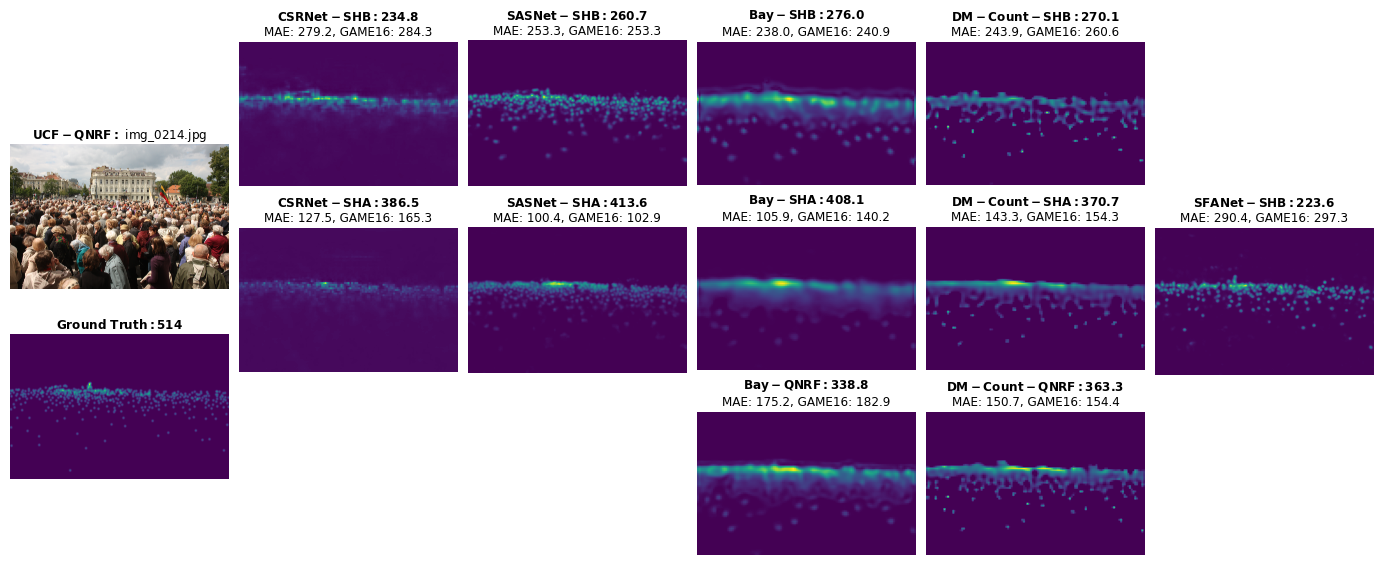 CSRNet − SHB : 234.8
MAE: 279.2, GAME16: 284.3
SASNet − SHB : 260.7
MAE: 253.3, GAME16: 253.3
Bay − SHB : 276.0
MAE: 238.0, GAME16: 240.9
DM − Count − SHB : 270.1
MAE: 243.9, GAME16: 260.6
UCF − QNRF : img_0214.jpg
CSRNet − SHA : 386.5
MAE: 127.5, GAME16: 165.3
SASNet − SHA : 413.6
MAE: 100.4, GAME16: 102.9
Bay − SHA : 408.1
MAE: 105.9, GAME16: 140.2
DM − Count − SHA : 370.7
MAE: 143.3, GAME16: 154.3
SFANet − SHB : 223.6
MAE: 290.4, GAME16: 297.3
Ground Truth : 514
Bay − QNRF : 338.8
MAE: 175.2, GAME16: 182.9
DM − Count − QNRF : 363.3
MAE: 150.7, GAME16: 154.4